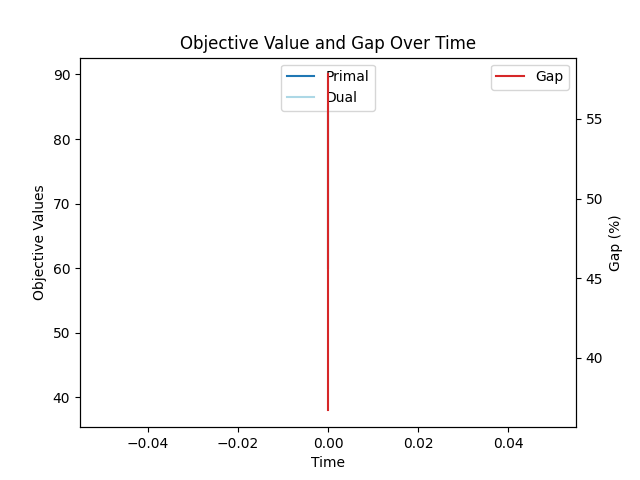 Objective Value and Gap Over Time
Primal
Dual
Gap
90
80
70
60
50
40
Objective Values
55
50
45
40
Gap (%)
−0.04
−0.02
0.00
0.02
0.04
Time